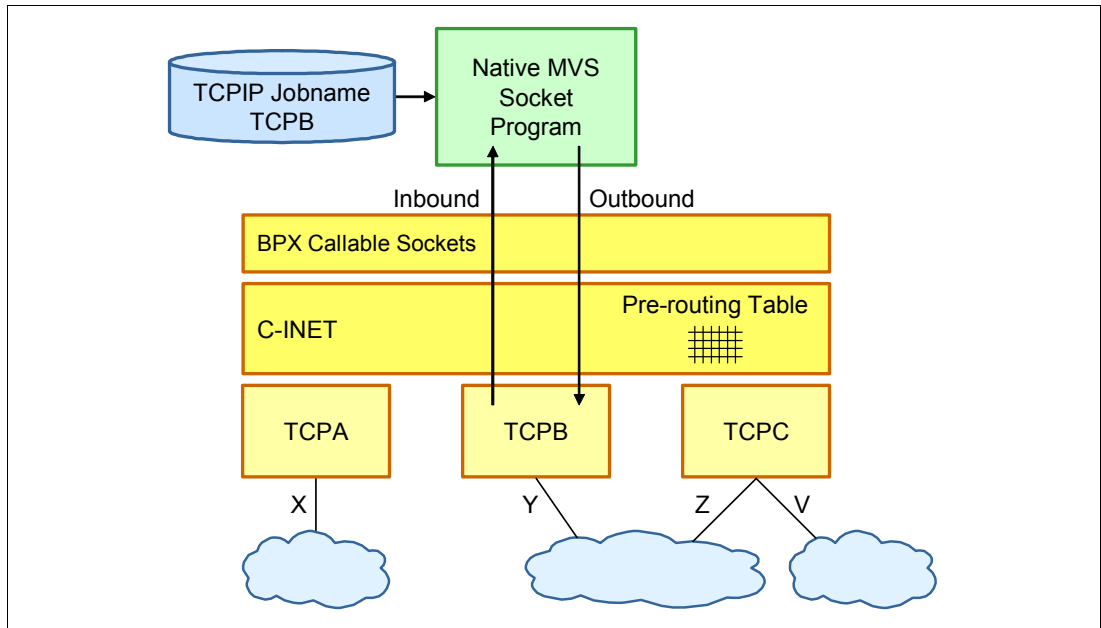 TCPIP Jobname
TCPB
Native MVS
Socket
Program
Inbound
Outbound
BPX Callable Sockets
C-INET
Pre-routing Table
TCPA
TCPB
TCPC
X
Y
Z
V